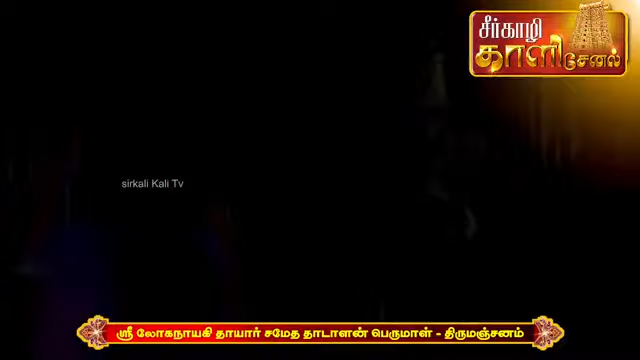 சீர்காழி
காளி சேனல்
sirkali Kali Tv
ஸ்ரீ லோகநாயகி தாயார் சமேத தாடாளன் பெருமாள் - திருமஞ்சனம்